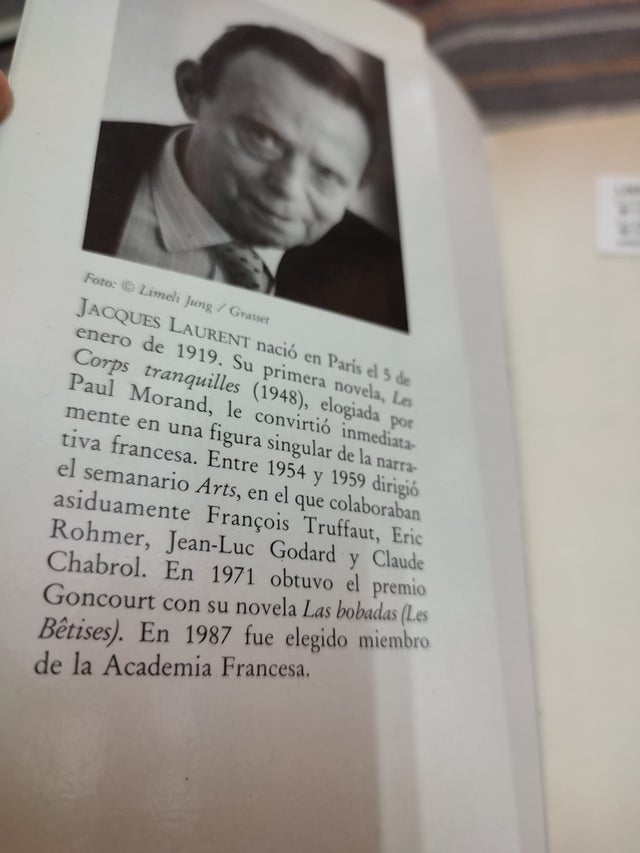 Foto: © Limeli Jung / Grasset
JACQUES LAURENT nació en París el 5 de
enero de 1919. Su primera novela, Les
Corps tranquilles (1948), elogiada por
Paul Morand, le convirtió inmediata-
mente en una figura singular de la narra-
tiva francesa. Entre 1954 y 1959 dirigió
el semanario Arts, en el que colaboraban
asiduamente François Truffaut, Eric
Rohmer, Jean-Luc Godard y Claude
Chabrol. En 1971 obtuvo el premio
Goncourt con su novela Las bobadas (Les
Bêtises). En 1987 fue elegido miembro
de la Academia Francesa.